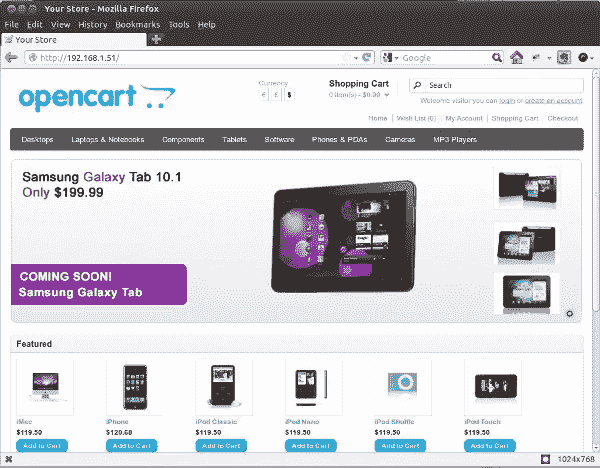 Your Store - Mozilla Firefox
File Edit View History Bookmarks Tools Help
Your Store
http://192.168.1.51/
Google
opencart
Currency
€ £ $
Shopping Cart
0 item(s) - $0.00
Search
Welcome visitor you can login or create an account.
Home Wish List (0) My Account Shopping Cart Checkout
Desktops Laptops & Notebooks Components Tablets Software Phones & PDAs Cameras MP3 Players
Samsung Galaxy Tab 10.1
Only $199.99
COMING SOON!
Samsung Galaxy Tab
Featured
iMac iPhone iPod Classic iPod Nano iPod Shuffle iPod Touch
$119.50 $120.68 $119.50 $119.50 $119.50 $119.50
Add to Cart Add to Cart Add to Cart Add to Cart Add to Cart Add to Cart
1024x768